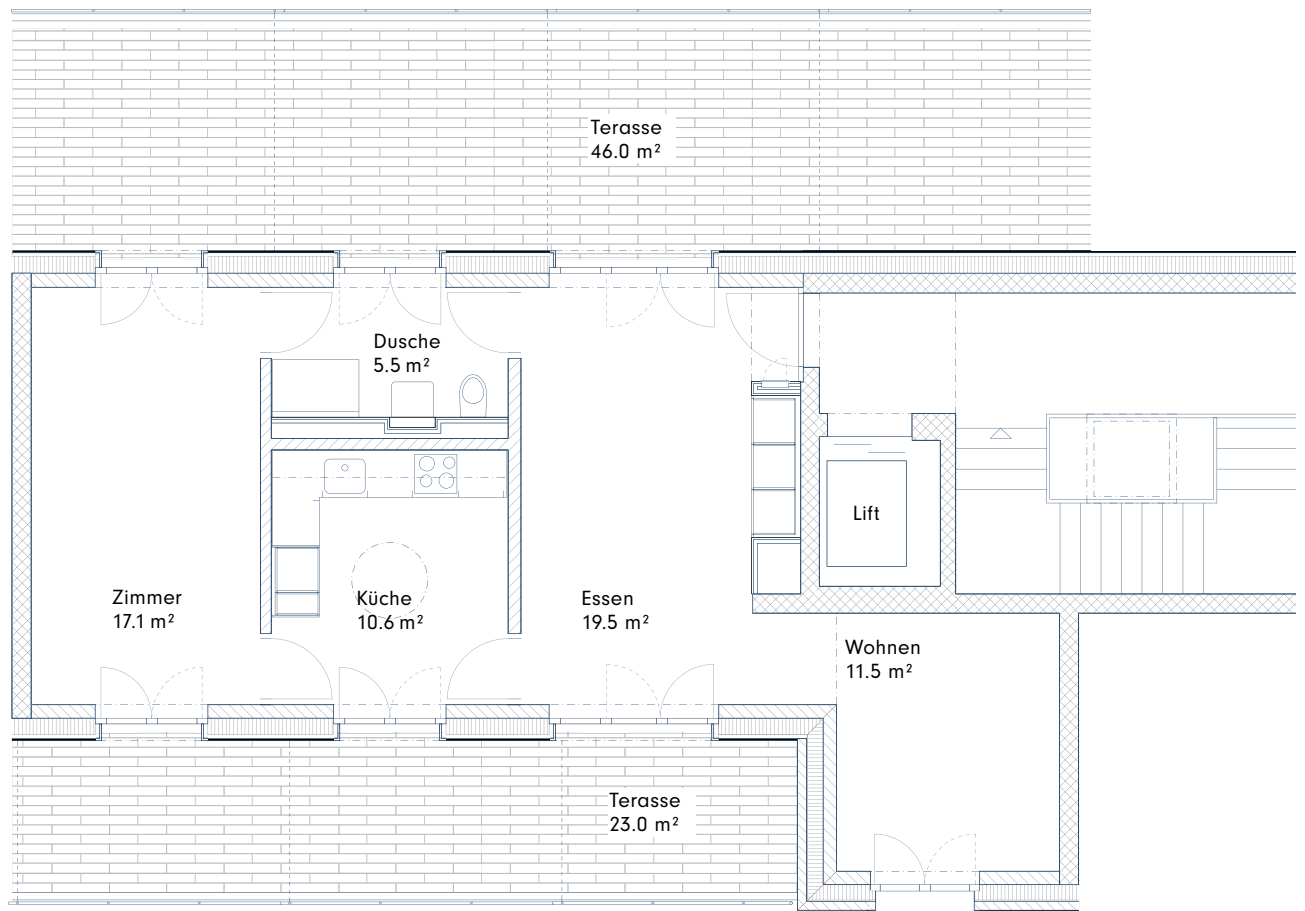 Terasse
46.0 m²
Dusche
5.5 m²
Lift
Zimmer
17.1 m²
Küche
10.6 m²
Essen
19.5 m²
Wohnen
11.5 m²
Terasse
23.0 m²